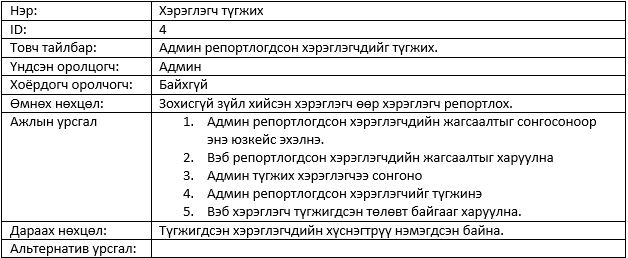 Нэр: Хэрэглэгч түгжих
ID: 4
Товч тайлбар: Админ репортлогдсон хэрэглэгчдийг түгжих.
Үндсэн оролцогч: Админ
Хоёрдогч оролчогч: Байхгүй
Өмнөх нөхцөл: Зохисгүй зүйл хийсэн хэрэглэгч өөр хэрэглэгч репортлох.
Ажлын урсгал 1. Админ репортлогдсон хэрэглэгчдийн жагсаалтыг сонгосоноор
энэ юзкейс эхэлнэ.
2. Вэб репортлогдсон хэрэглэгчдийн жагсаалтыг харуулна
3. Админ түгжих хэрэглэгчээ сонгоно
4. Админ репортлогдсон хэрэглэгчийг түгжинэ
5. Вэб хэрэглэгч түгжигдсэн төлөвт байгааг харуулна.
Дараах нөхцөл: Түгжигдсэн хэрэглэгчдийн хүснэгтрүү нэмэгдсэн байна.
Альтернатив урсгал: